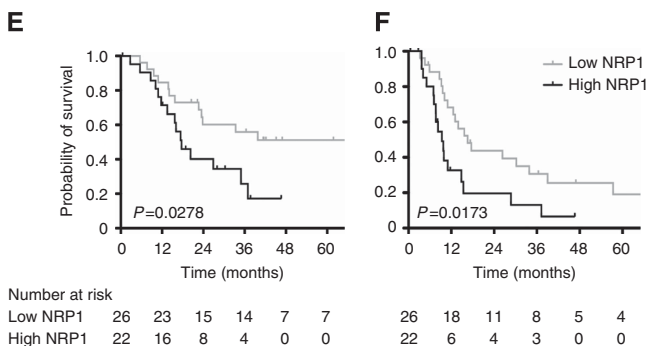 E
F
Probability of survival
1.0
0.8
0.6
0.4
0.2
0
P=0.0278
0 12 24 36 48 60
Time (months)
1.0
0.8
0.6
0.4
0.2
0
Low NRP1
High NRP1
P=0.0173
0 12 24 36 48 60
Time (months)
Number at risk
Low NRP1 26 23 15 14 7 7 26 18 11 8 5 4
High NRP1 22 16 8 4 0 0 22 6 4 3 0 0